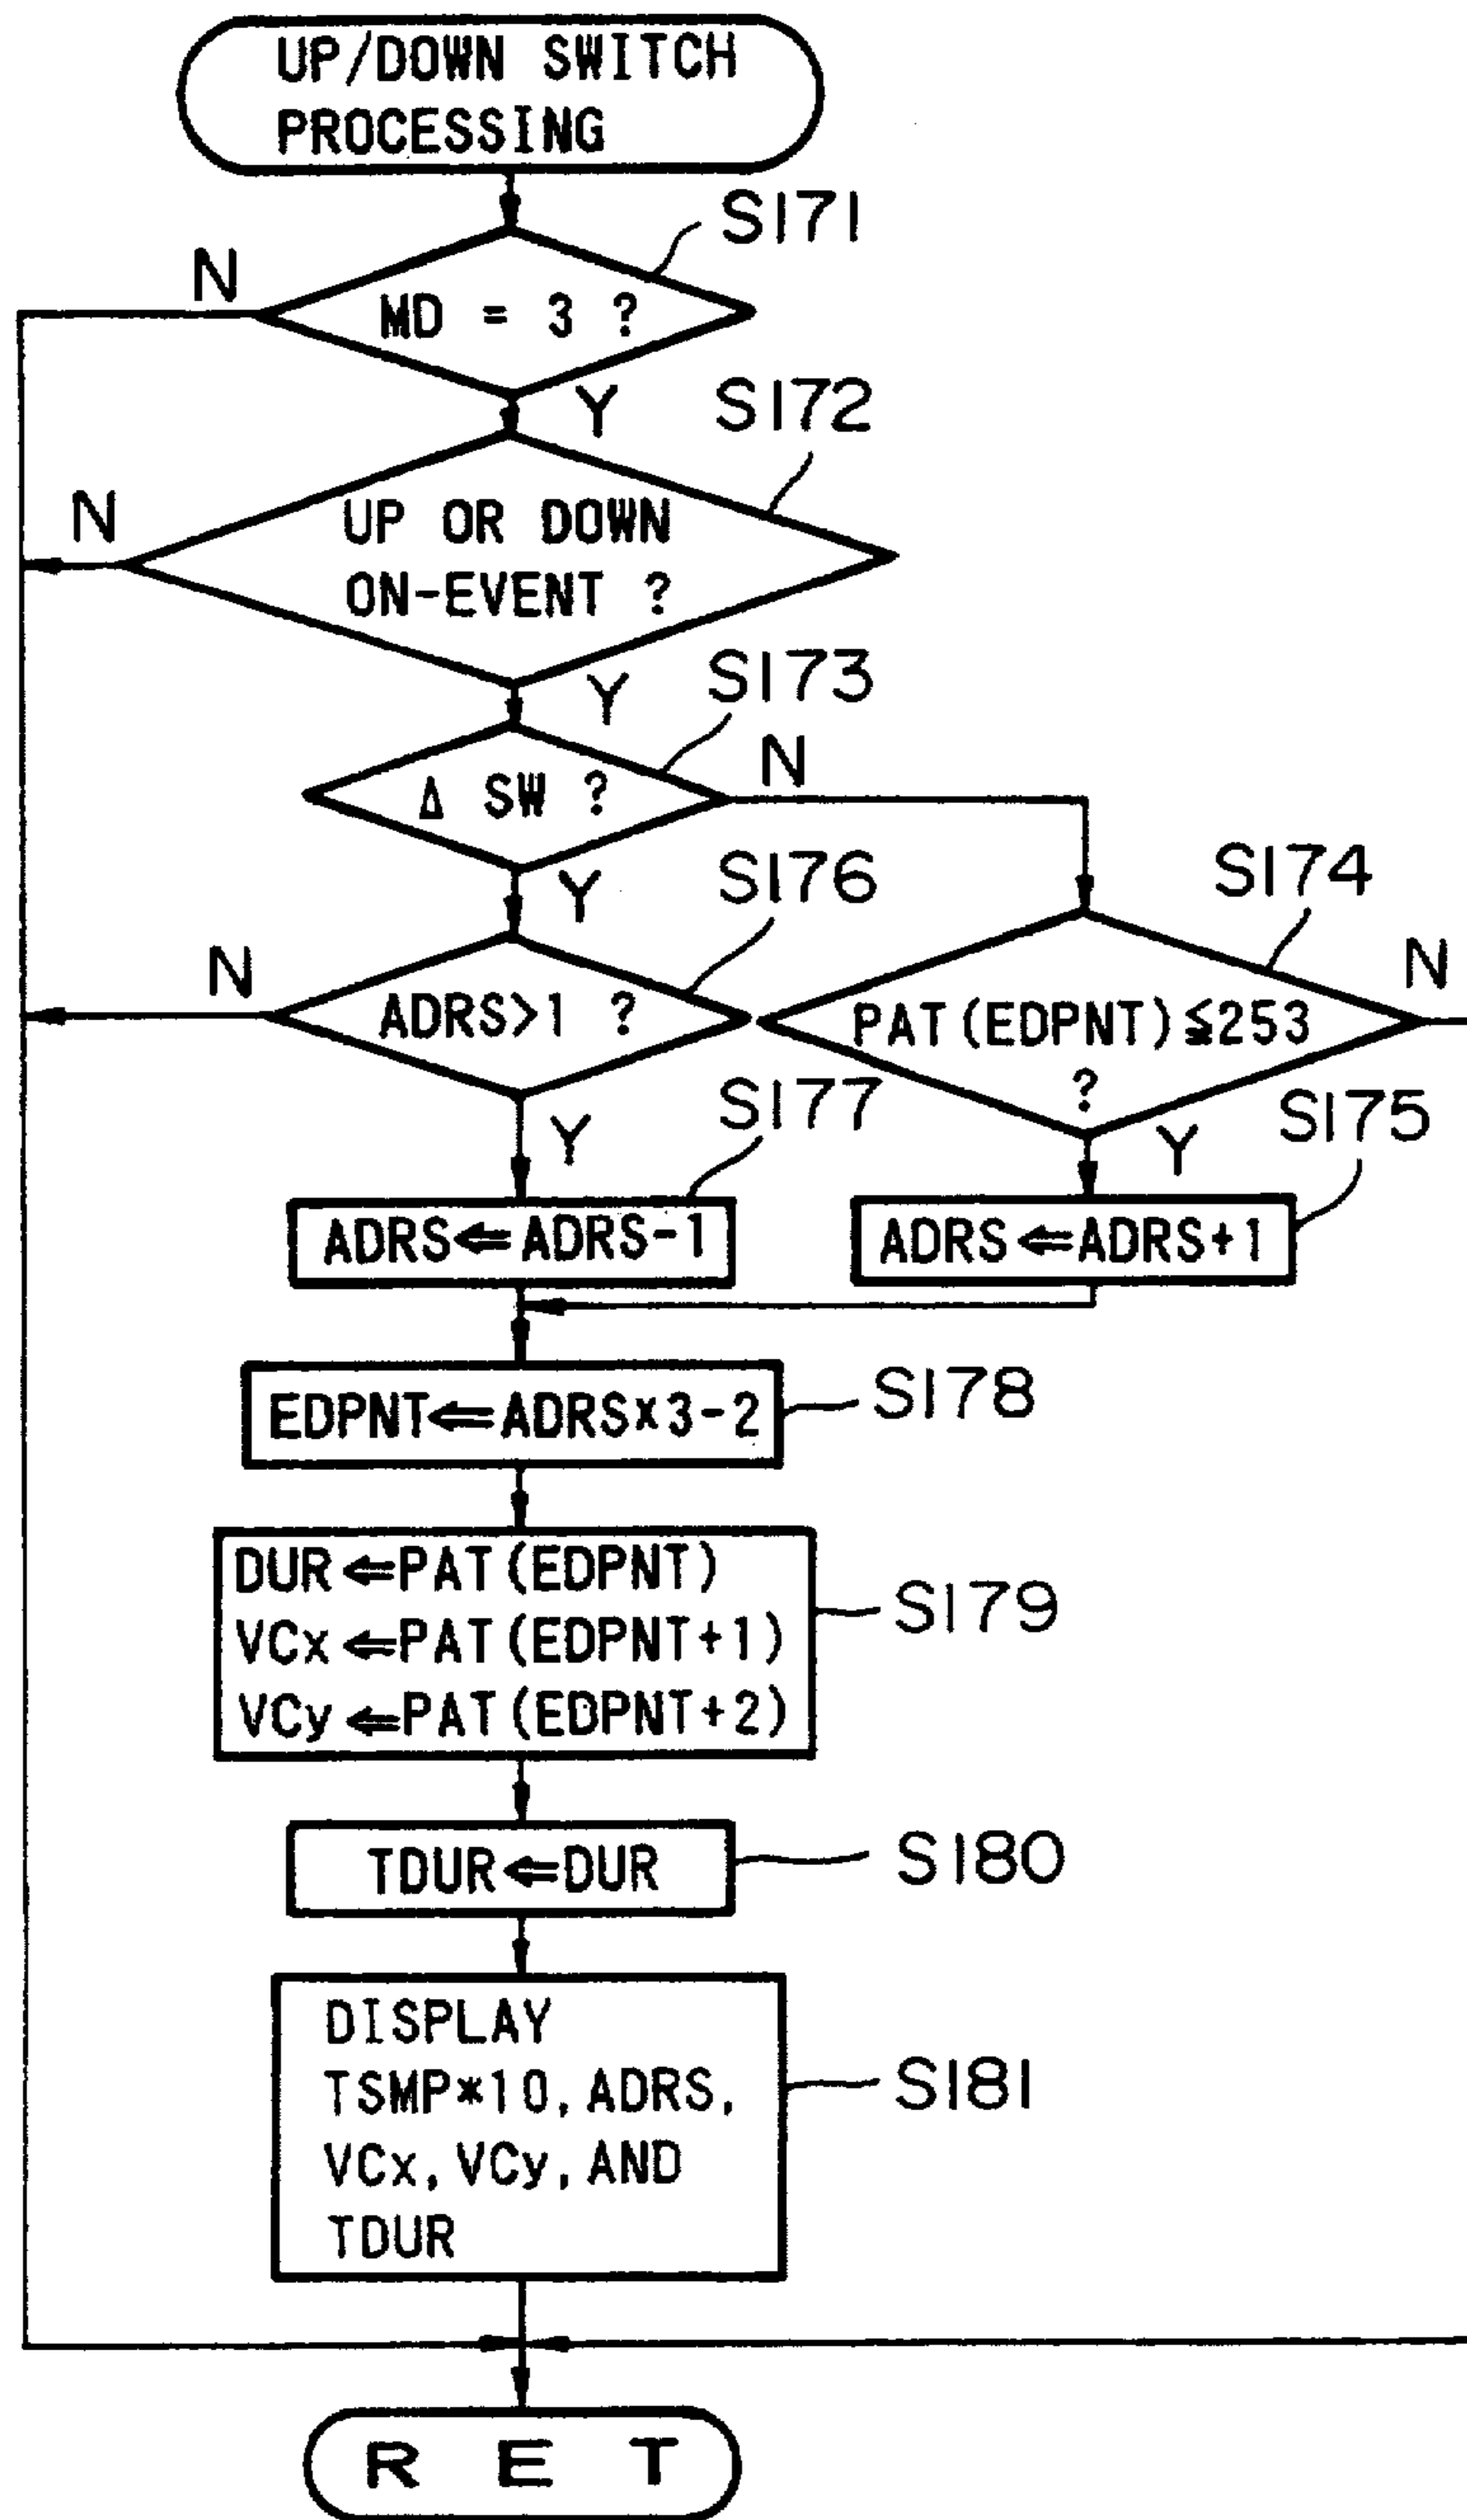 UP/DOWN SWITCH
PROCESSING
S171
N
MD = 3 ?
Y
S172
N
UP OR DOWN
ON-EVENT ?
Y
S173
Δ SW ?
N
Y
S176
S174
N
ADRS>1 ?
PAT(EDPNT)≦253
?
N
Y
S177
Y
S175
ADRS⇐ADRS-1
ADRS⇐ADRS+1
EDPNT⇐ADRSx3-2
S178
DUR⇐PAT(EDPNT)
VCx⇐PAT(EDPNT+1)
VCy⇐PAT(EDPNT+2)
S179
TDUR⇐DUR
S180
DISPLAY
TSMP*10, ADRS,
VCx, VCy, AND
TDUR
S181
R E T